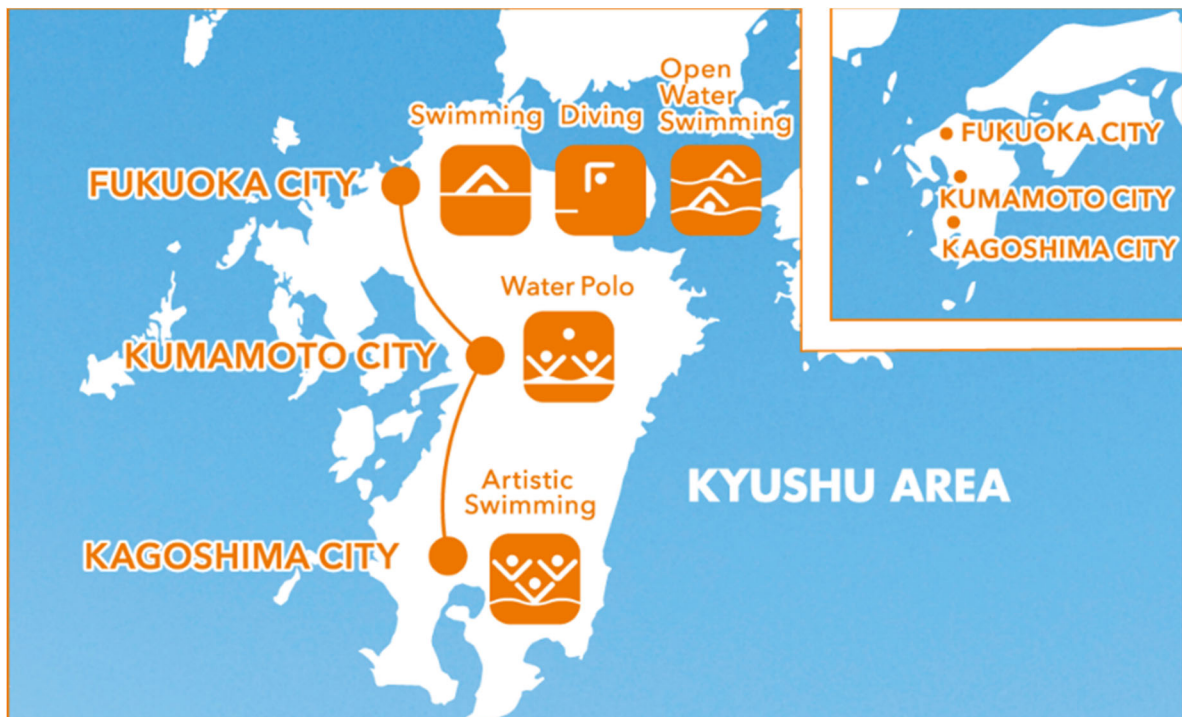 Swimming
Diving
Open
Water
Swimming
FUKUOKA CITY
Water Polo
KUMAMOTO CITY
Artistic
Swimming
KAGOSHIMA CITY
KYUSHU AREA
FUKUOKA CITY
KUMAMOTO CITY
KAGOSHIMA CITY